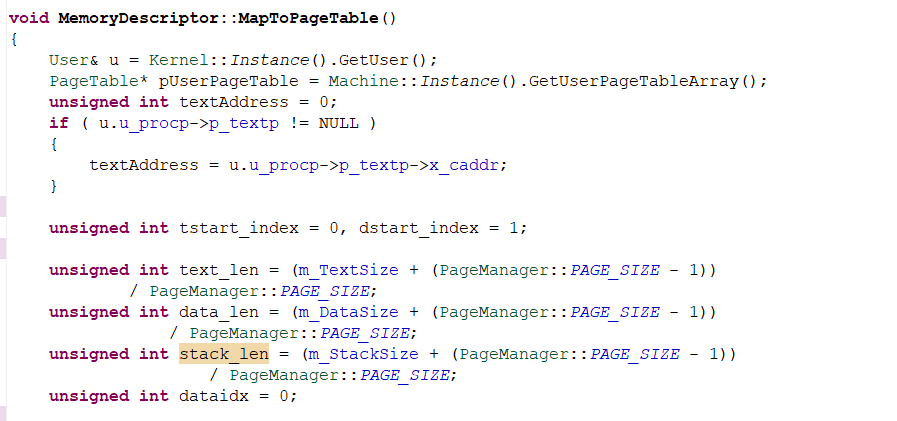 void MemoryDescriptor::MapToPageTable()
{
    User& u = Kernel::Instance().GetUser();
    PageTable* pUserPageTable = Machine::Instance().GetUserPageTableArray();
    unsigned int textAddress = 0;
    if ( u.u_procp->p_textp != NULL )
    {
        textAddress = u.u_procp->p_textp->x_caddr;
    }

    unsigned int tstart_index = 0, dstart_index = 1;

    unsigned int text_len = (m_TextSize + (PageManager::PAGE_SIZE - 1))
            / PageManager::PAGE_SIZE;
    unsigned int data_len = (m_DataSize + (PageManager::PAGE_SIZE - 1))
                / PageManager::PAGE_SIZE;
    unsigned int stack_len = (m_StackSize + (PageManager::PAGE_SIZE - 1))
                    / PageManager::PAGE_SIZE;
    unsigned int dataidx = 0;